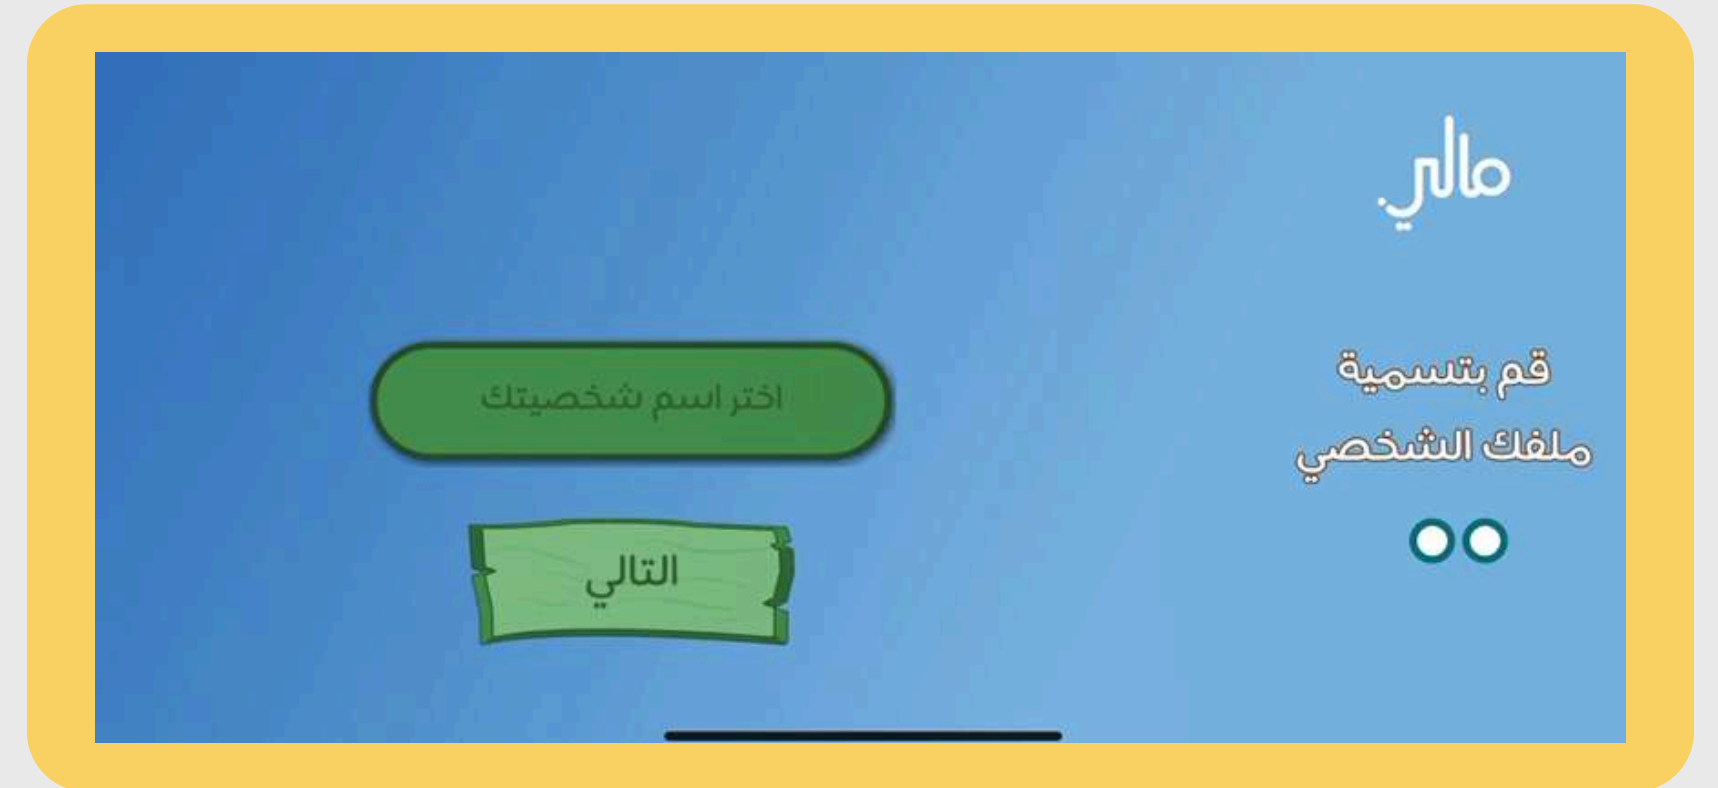 مالي
قم بتسمية
ملفك الشخصي
اختر اسم شخصيتك
التالي